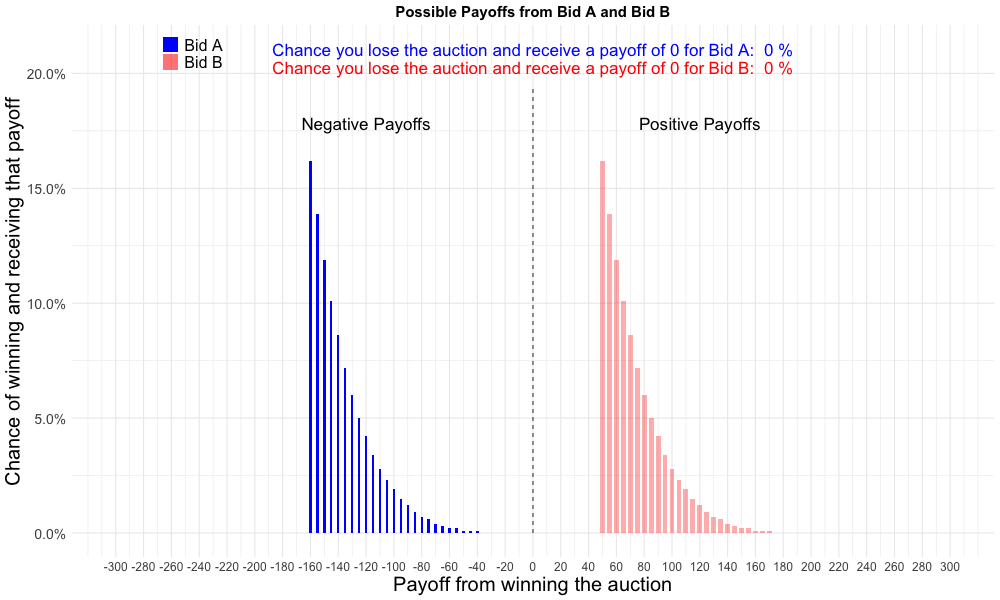 Possible Payoffs from Bid A and Bid B
Bid A
Bid B
Chance you lose the auction and receive a payoff of 0 for Bid A:  0 %
Chance you lose the auction and receive a payoff of 0 for Bid B:  0 %
Negative Payoffs
Positive Payoffs
Chance of winning and receiving that payoff
20.0%
15.0%
10.0%
5.0%
0.0%
-300 -280 -260 -240 -220 -200 -180 -160 -140 -120 -100 -80 -60 -40 -20 0 20 40 60 80 100 120 140 160 180 200 220 240 260 280 300
Payoff from winning the auction